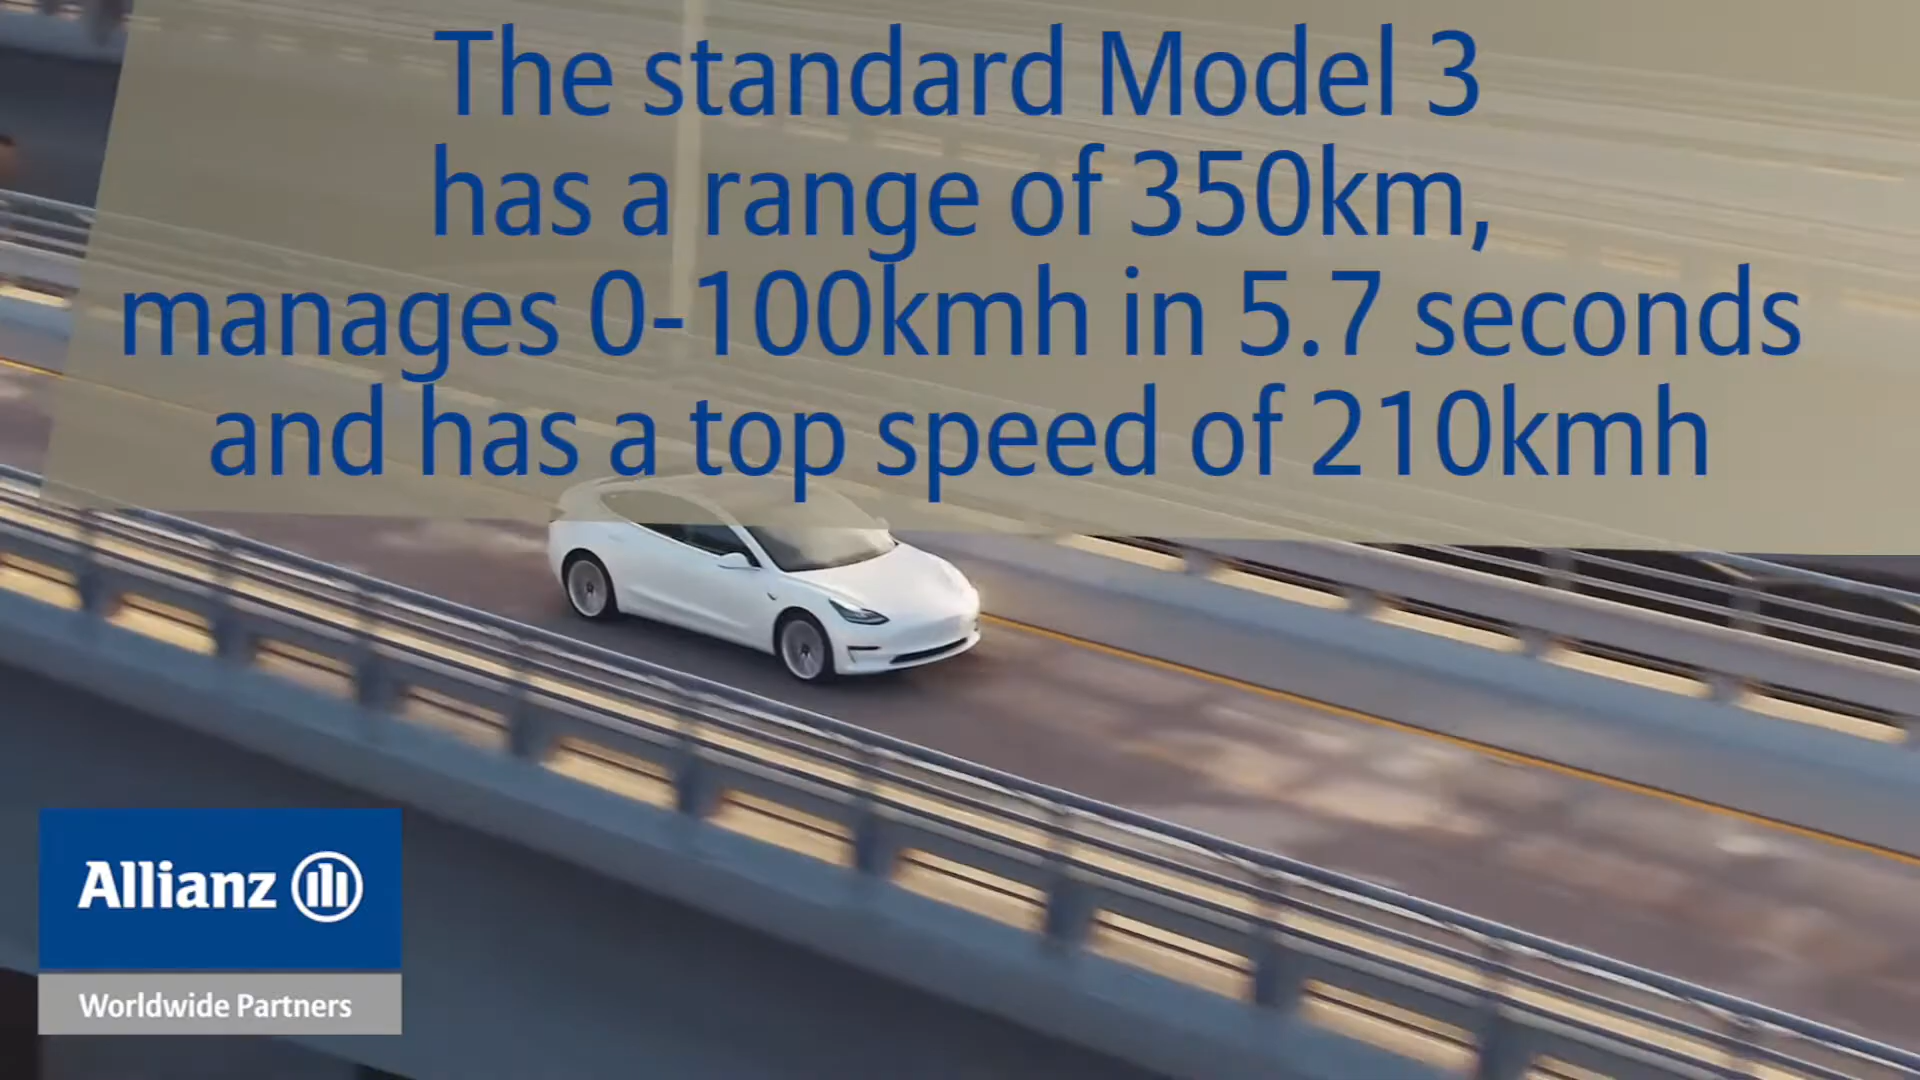 The standard Model 3
has a range of 350km,
manages 0-100kmh in 5.7 seconds
and has a top speed of 210kmh
Allianz
Worldwide Partners